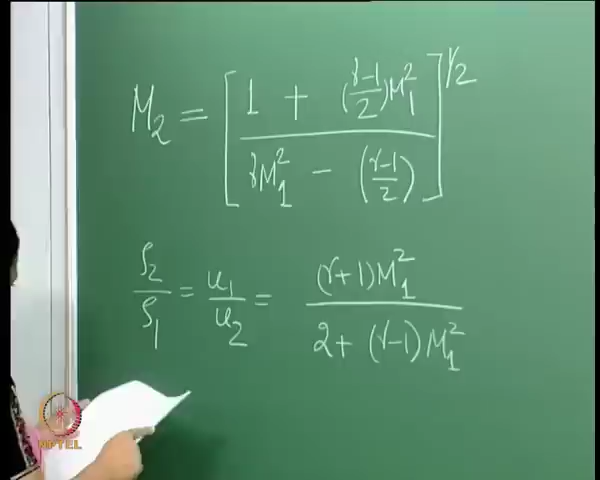 M₂ = [ (1 + ((γ-1)/2) M₁²) / (γM₁² - ((γ-1)/2)) ]^(1/2)
ρ₂/ρ₁ = u₁/u₂ = (γ+1)M₁² / (2 + (γ-1)M₁²)
NPTEL